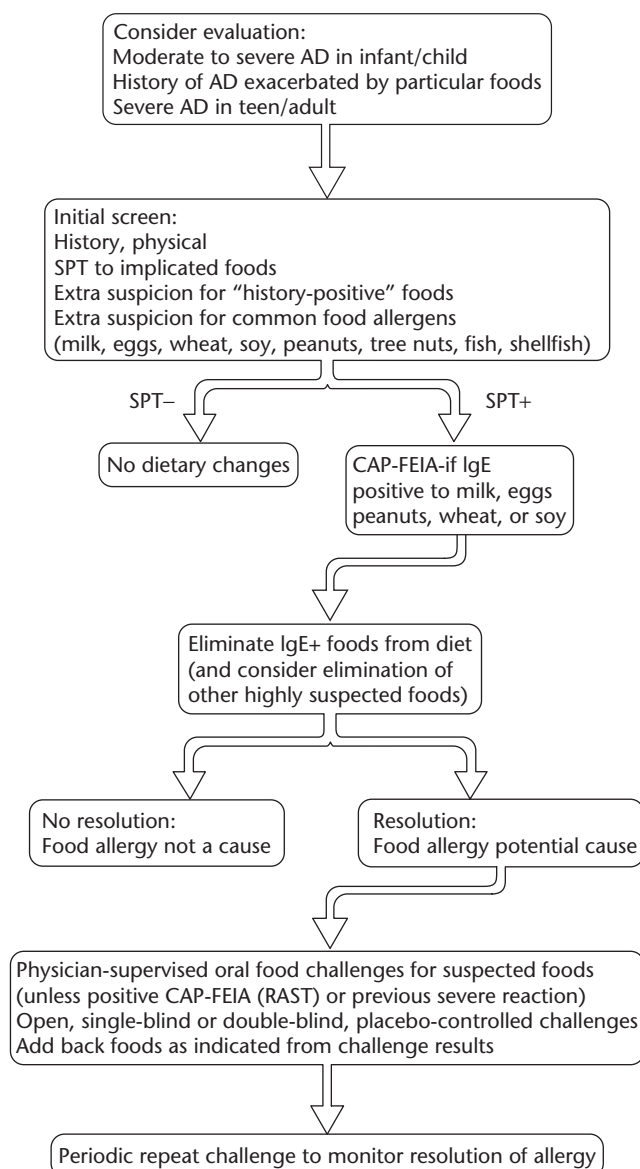 Consider evaluation:
Moderate to severe AD in infant/child
History of AD exacerbated by particular foods
Severe AD in teen/adult
Initial screen:
History, physical
SPT to implicated foods
Extra suspicion for “history-positive” foods
Extra suspicion for common food allergens
(milk, eggs, wheat, soy, peanuts, tree nuts, fish, shellfish)
SPT–
SPT+
No dietary changes
CAP-FEIA-if IgE
positive to milk, eggs
peanuts, wheat, or soy
Eliminate IgE+ foods from diet
(and consider elimination of
other highly suspected foods)
No resolution:
Food allergy not a cause
Resolution:
Food allergy potential cause
Physician-supervised oral food challenges for suspected foods
(unless positive CAP-FEIA (RAST) or previous severe reaction)
Open, single-blind or double-blind, placebo-controlled challenges
Add back foods as indicated from challenge results
Periodic repeat challenge to monitor resolution of allergy